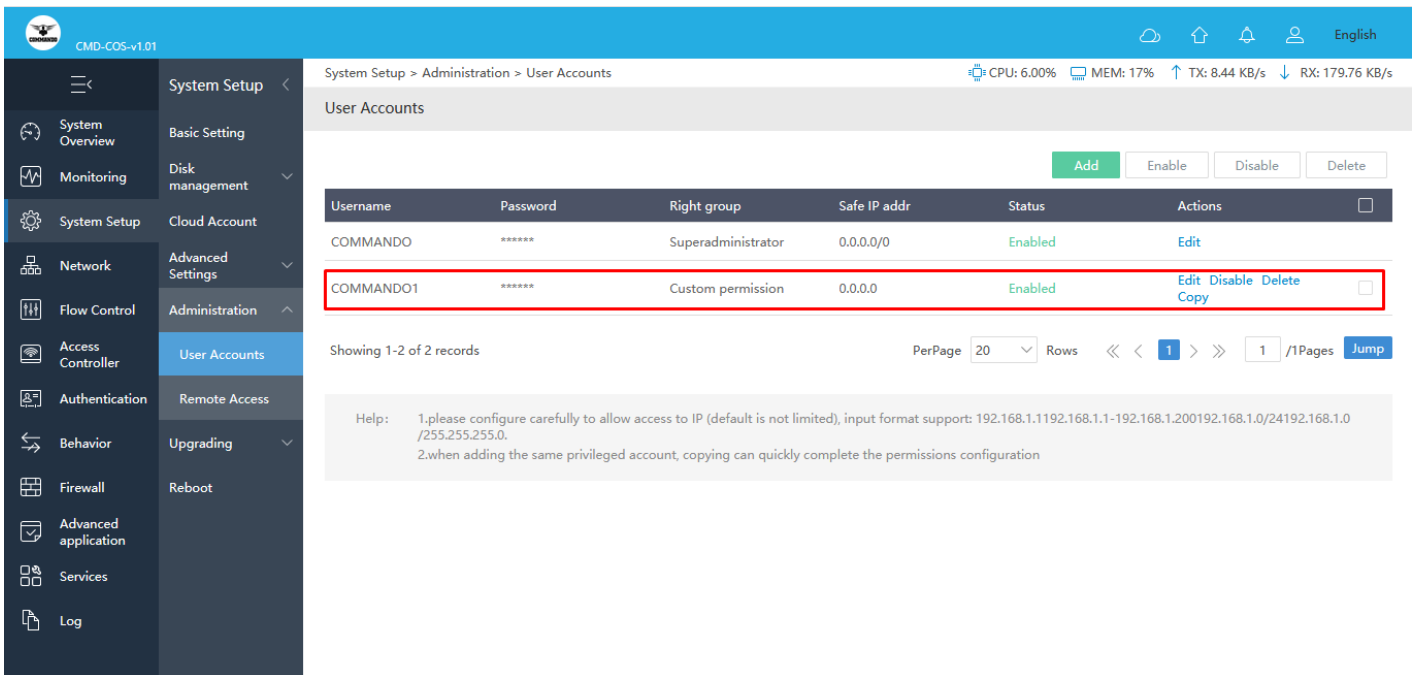 COMMANDO
CMD-COS-v1.01
English
System Setup
System Setup > Administration > User Accounts
CPU: 6.00% MEM: 17% TX: 8.44 KB/s RX: 179.76 KB/s
User Accounts
System
Overview
Monitoring
System Setup
Network
Flow Control
Access
Controller
Authentication
Behavior
Firewall
Advanced
application
Services
Log
Basic Setting
Disk
management
Cloud Account
Advanced
Settings
Administration
User Accounts
Remote Access
Upgrading
Reboot
Add Enable Disable Delete
Username Password Right group Safe IP addr Status Actions
COMMANDO ****** Superadministrator 0.0.0.0/0 Enabled Edit
COMMANDO1 ****** Custom permission 0.0.0.0 Enabled Edit Disable Delete
Copy
Showing 1-2 of 2 records PerPage 20 Rows 1 1 /1Pages Jump
Help: 1.please configure carefully to allow access to IP (default is not limited), input format support: 192.168.1.1192.168.1.1-192.168.1.200192.168.1.0/24192.168.1.0
/255.255.255.0.
2.when adding the same privileged account, copying can quickly complete the permissions configuration